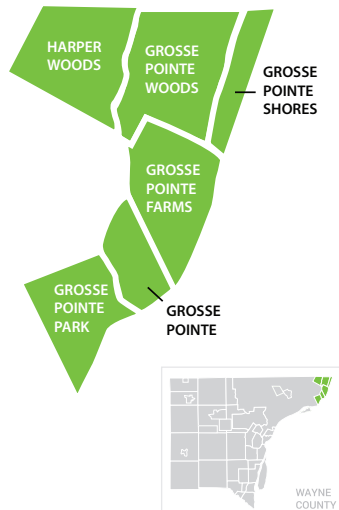 HARPER
WOODS
GROSSE
POINTE
WOODS
GROSSE
POINTE
SHORES
GROSSE
POINTE
FARMS
GROSSE
POINTE
PARK
GROSSE
POINTE
WAYNE
COUNTY